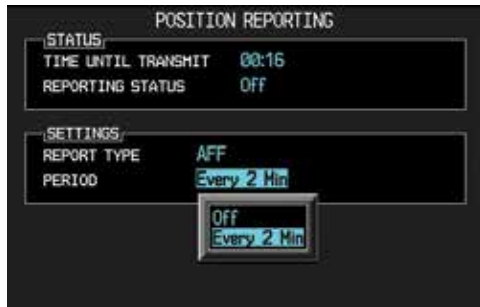 POSITION REPORTING
STATUS
TIME UNTIL TRANSMIT 00:16
REPORTING STATUS Off
SETTINGS
REPORT TYPE AFF
PERIOD Every 2 Min
Off
Every 2 Min